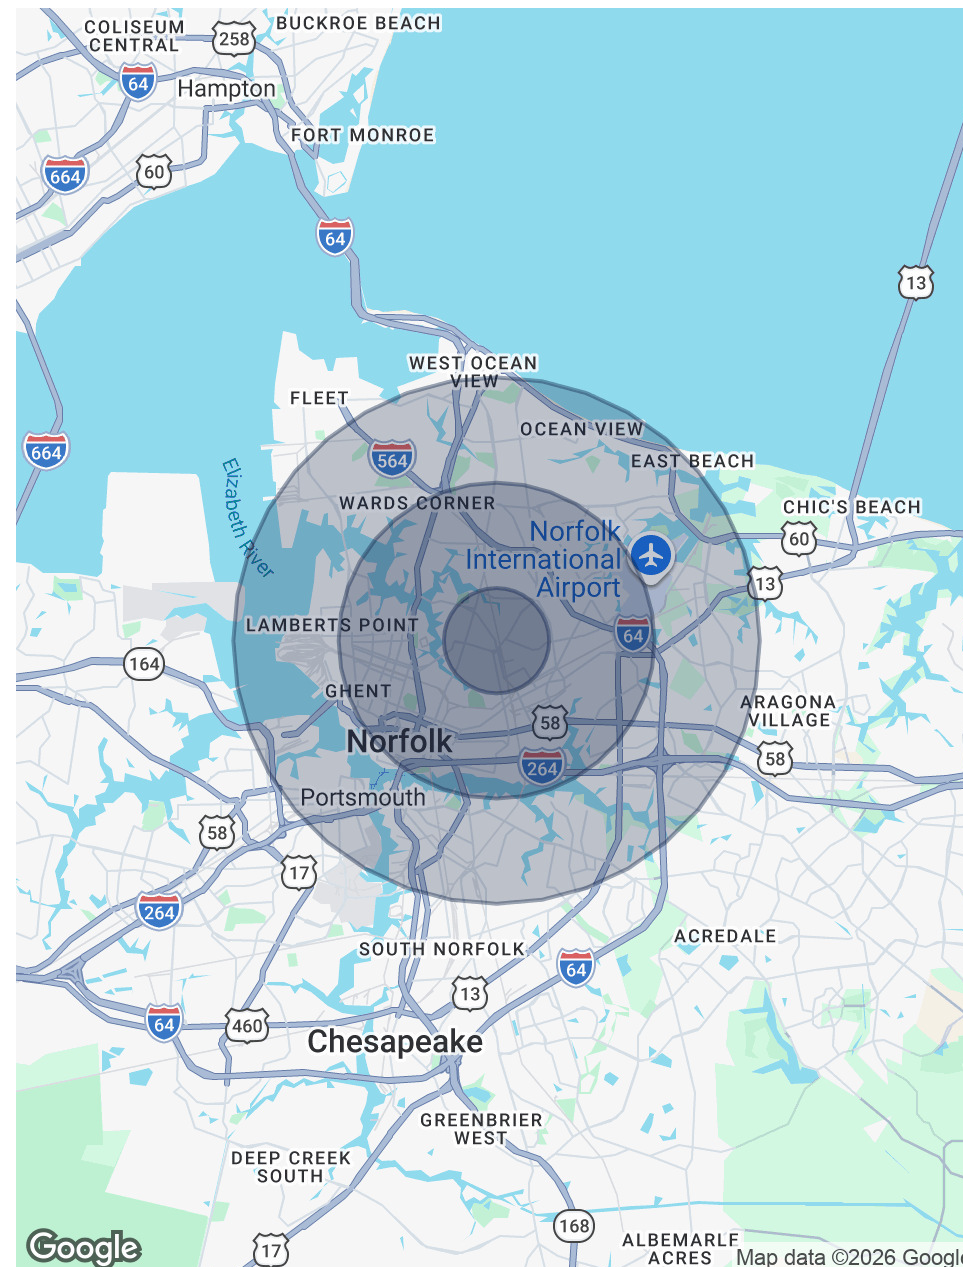 BUCKROE BEACH
COLISEUM
CENTRAL
258
64
Hampton
FORT MONROE
60
664
64
13
WEST OCEAN
VIEW
FLEET
OCEAN VIEW
664
564
EAST BEACH
Elizabeth River
WARDS CORNER
CHIC'S BEACH
Norfolk
International
Airport
60
13
LAMBERTS POINT
64
164
GHENT
ARAGONA
VILLAGE
58
Norfolk
58
264
Portsmouth
58
17
264
ACREDALE
SOUTH NORFOLK
64
13
64
460
Chesapeake
GREENBRIER
WEST
DEEP CREEK
SOUTH
168
17
ALBEMARLE
ACRES
Google
Map data ©2026 Google